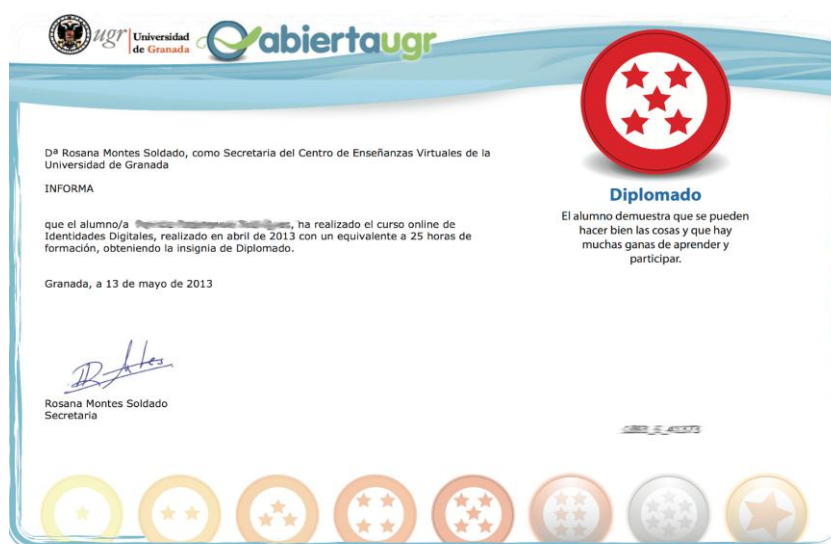 ugr Universidad
de Granada
abiertaugr
Dª Rosana Montes Soldado, como Secretaria del Centro de Enseñanzas Virtuales de la
Universidad de Granada
INFORMA
que el alumno/a , ha realizado el curso online de
Identidades Digitales, realizado en abril de 2013 con un equivalente a 25 horas de
formación, obteniendo la insignia de Diplomado.
Granada, a 13 de mayo de 2013
Rosana Montes Soldado
Secretaria
Diplomado
El alumno demuestra que se pueden
hacer bien las cosas y que hay
muchas ganas de aprender y
participar.